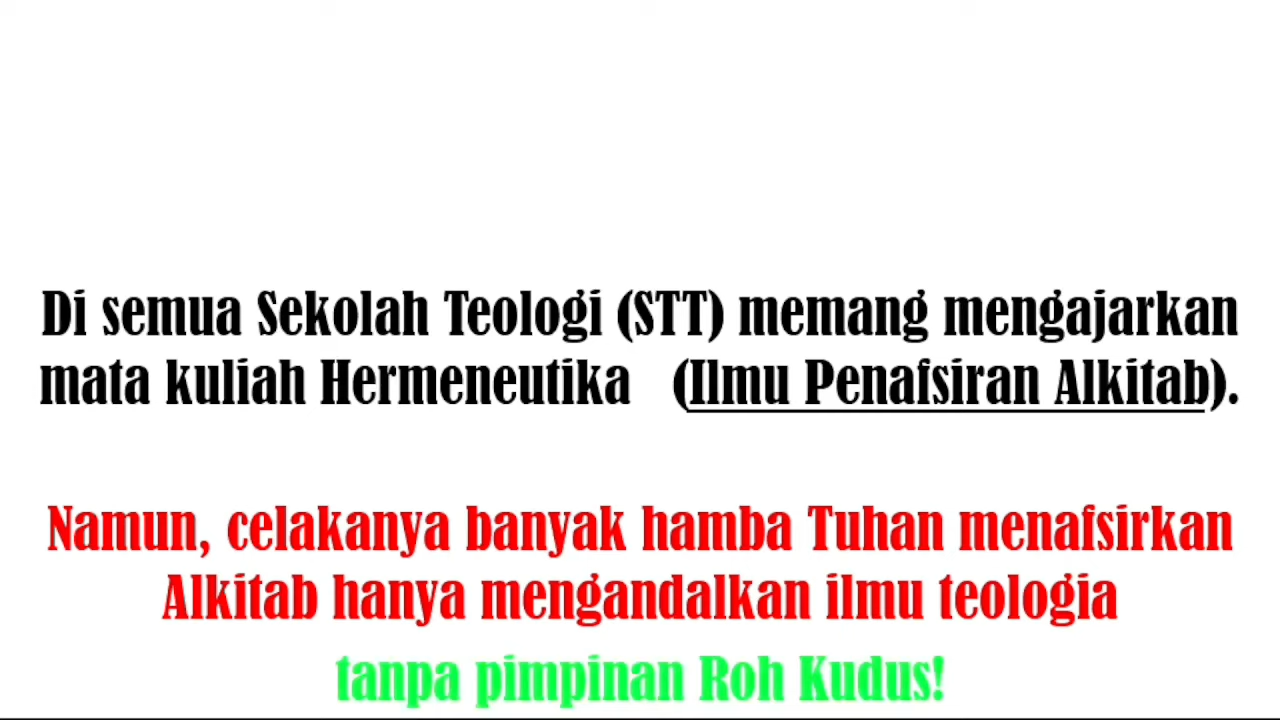 Di semua Sekolah Teologi (STT) memang mengajarkan
mata kuliah Hermeneutika (Ilmu Penafsiran Alkitab).
Namun, celakanya banyak hamba Tuhan menafsirkan
Alkitab hanya mengandalkan ilmu teologia
tanpa pimpinan Roh Kudus!